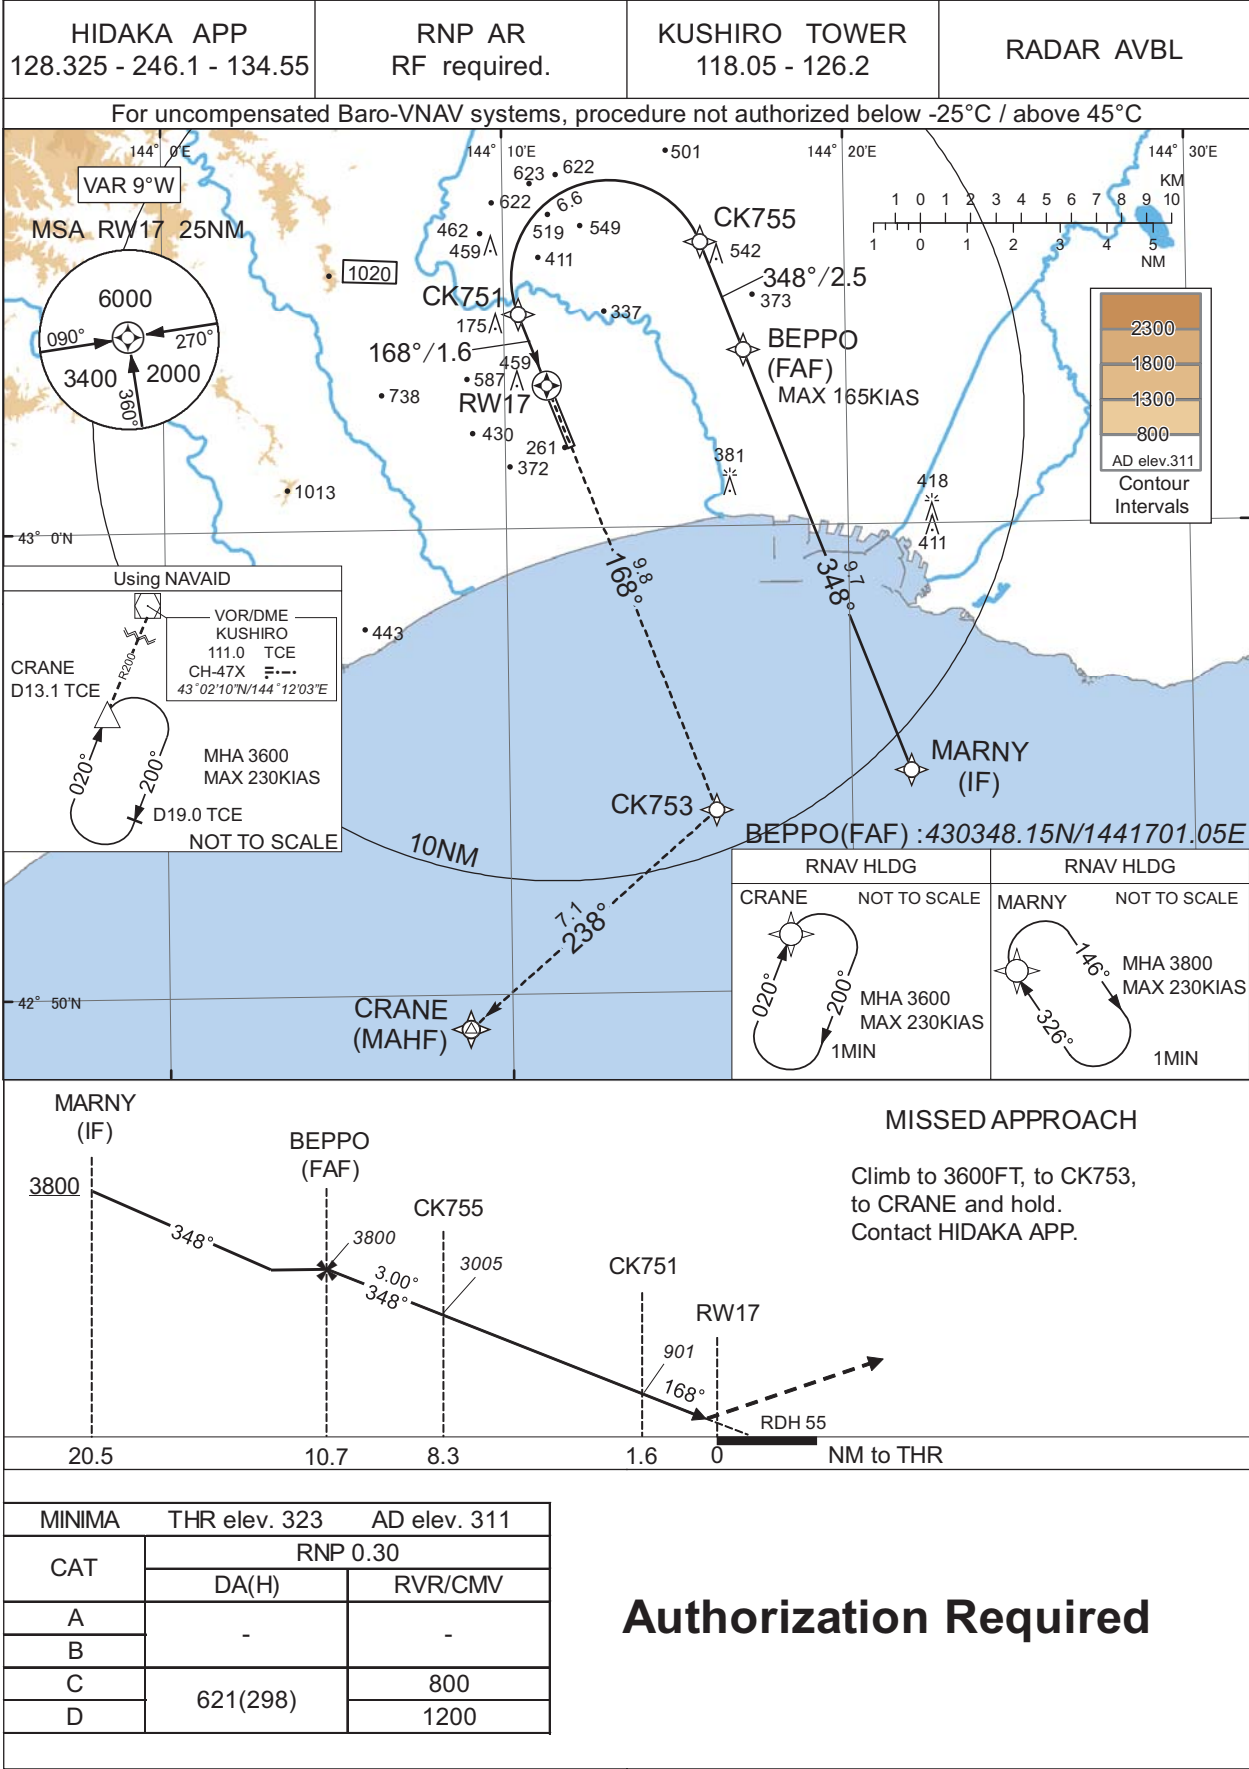 HIDAKA APP
128.325 - 246.1 - 134.55
RNP AR
RF required.
KUSHIRO TOWER
118.05 - 126.2
RADAR AVBL
For uncompensated Baro-VNAV systems, procedure not authorized below -25°C / above 45°C
144° 0'E
144° 10'E
144° 20'E
144° 30'E
VAR 9°W
MSA RW17 25NM
6000
090°
270°
3400
2000
360°
1020
623
622
501
622
6.6
462
519
549
459
411
CK755
542
348°/2.5
373
CK751
175
337
168°/1.6
459
BEPPO
(FAF)
MAX 165KIAS
587
738
RW17
430
261
372
381
1013
418
411
KM
1 0 1 2 3 4 5 6 7 8 9 10
1 0 1 2 3 4 5
NM
2300
1800
1300
800
AD elev.311
Contour
Intervals
43° 0'N
9.8
168°
9.7
348°
443
Using NAVAID
VOR/DME
KUSHIRO
111.0 TCE
CH-47X
43°02'10"N/144°12'03"E
R200
CRANE
D13.1 TCE
020°
200°
MHA 3600
MAX 230KIAS
D19.0 TCE
NOT TO SCALE
MARNY
(IF)
CK753
BEPPO(FAF) :430348.15N/1441701.05E
10NM
7.1
238°
42° 50'N
CRANE
(MAHF)
RNAV HLDG
CRANE
NOT TO SCALE
020°
200°
MHA 3600
MAX 230KIAS
1MIN
RNAV HLDG
MARNY
NOT TO SCALE
146°
326°
MHA 3800
MAX 230KIAS
1MIN
MARNY
(IF)
3800
348°
BEPPO
(FAF)
3800
3.00°
348°
CK755
3005
CK751
901
168°
RW17
RDH 55
20.5
10.7
8.3
1.6
0
NM to THR
MISSED APPROACH
Climb to 3600FT, to CK753,
to CRANE and hold.
Contact HIDAKA APP.
MINIMA THR elev. 323 AD elev. 311
CAT
RNP 0.30
DA(H)
RVR/CMV
A
B
-
-
C
D
621(298)
800
1200
Authorization Required